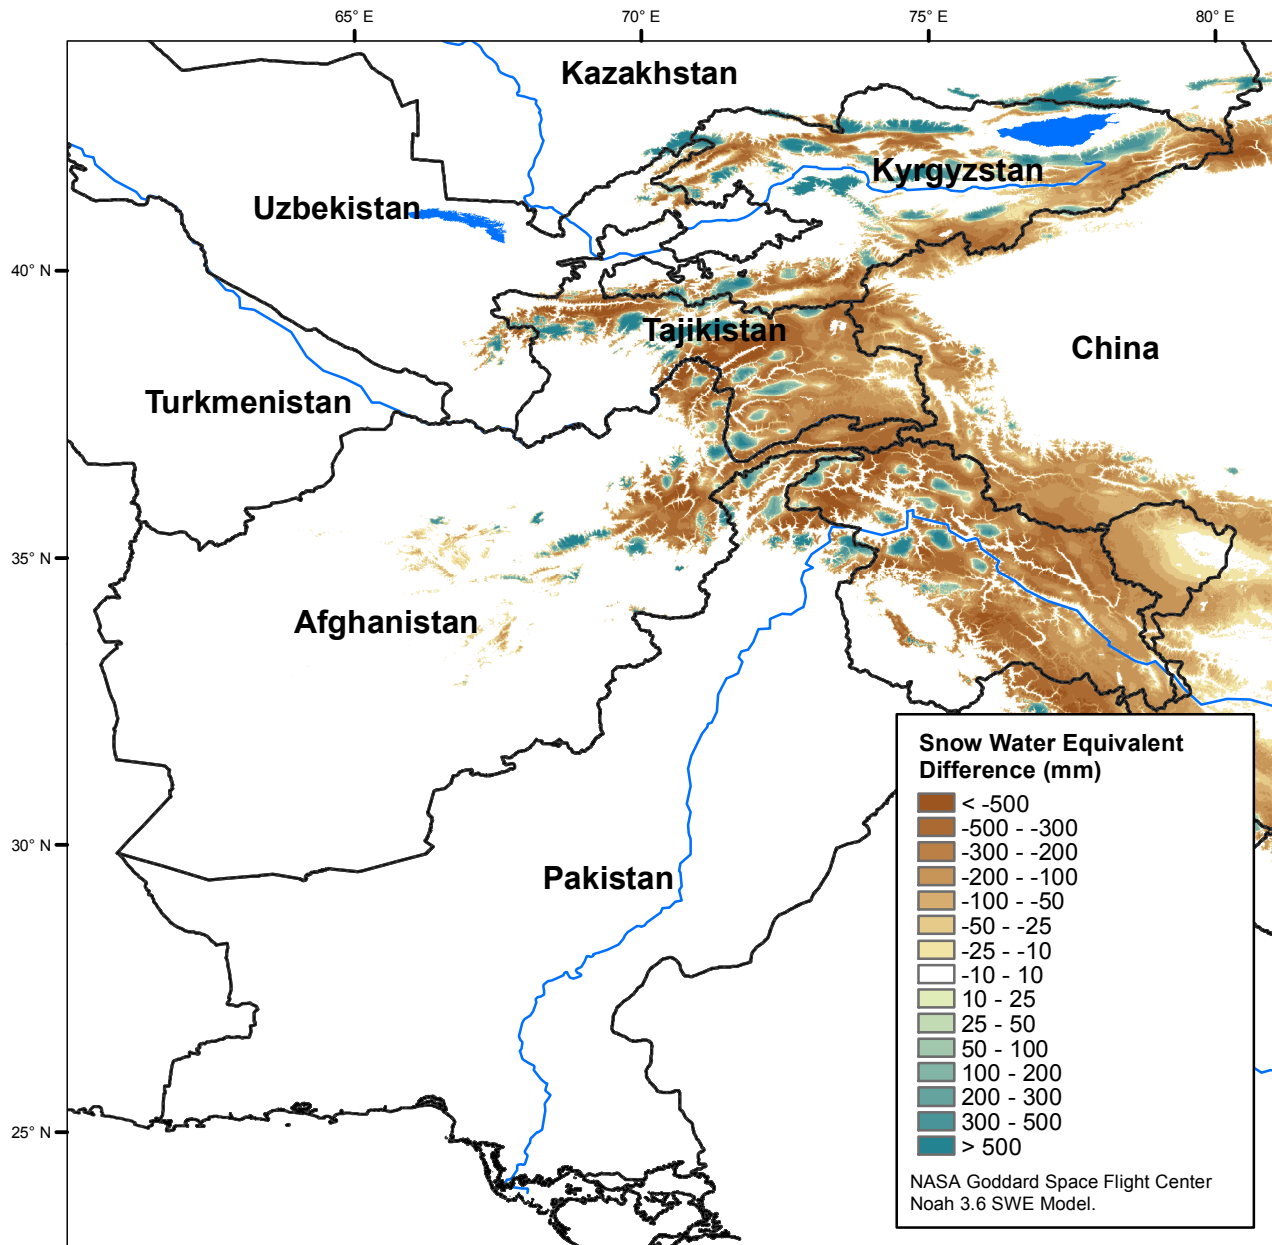 65° E
70° E
75° E
80° E
Kazakhstan
Kyrgyzstan
Uzbekistan
40° N
Tajikistan
China
Turkmenistan
35° N
Afghanistan
Snow Water Equivalent
Difference (mm)
< -500
-500 - -300
-300 - -200
-200 - -100
-100 - -50
-50 - -25
-25 - -10
-10 - 10
10 - 25
25 - 50
50 - 100
100 - 200
200 - 300
300 - 500
> 500
NASA Goddard Space Flight Center
Noah 3.6 SWE Model.
30° N
Pakistan
25° N